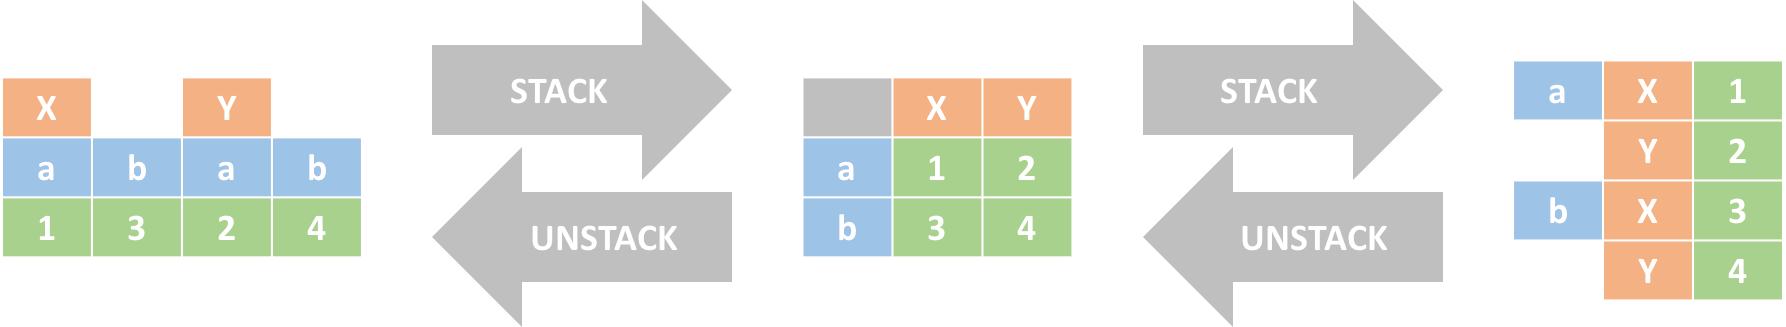 X Y
a b a b
1 3 2 4
STACK
UNSTACK
X Y
a 1 2
b 3 4
STACK
UNSTACK
a X 1
Y 2
b X 3
Y 4